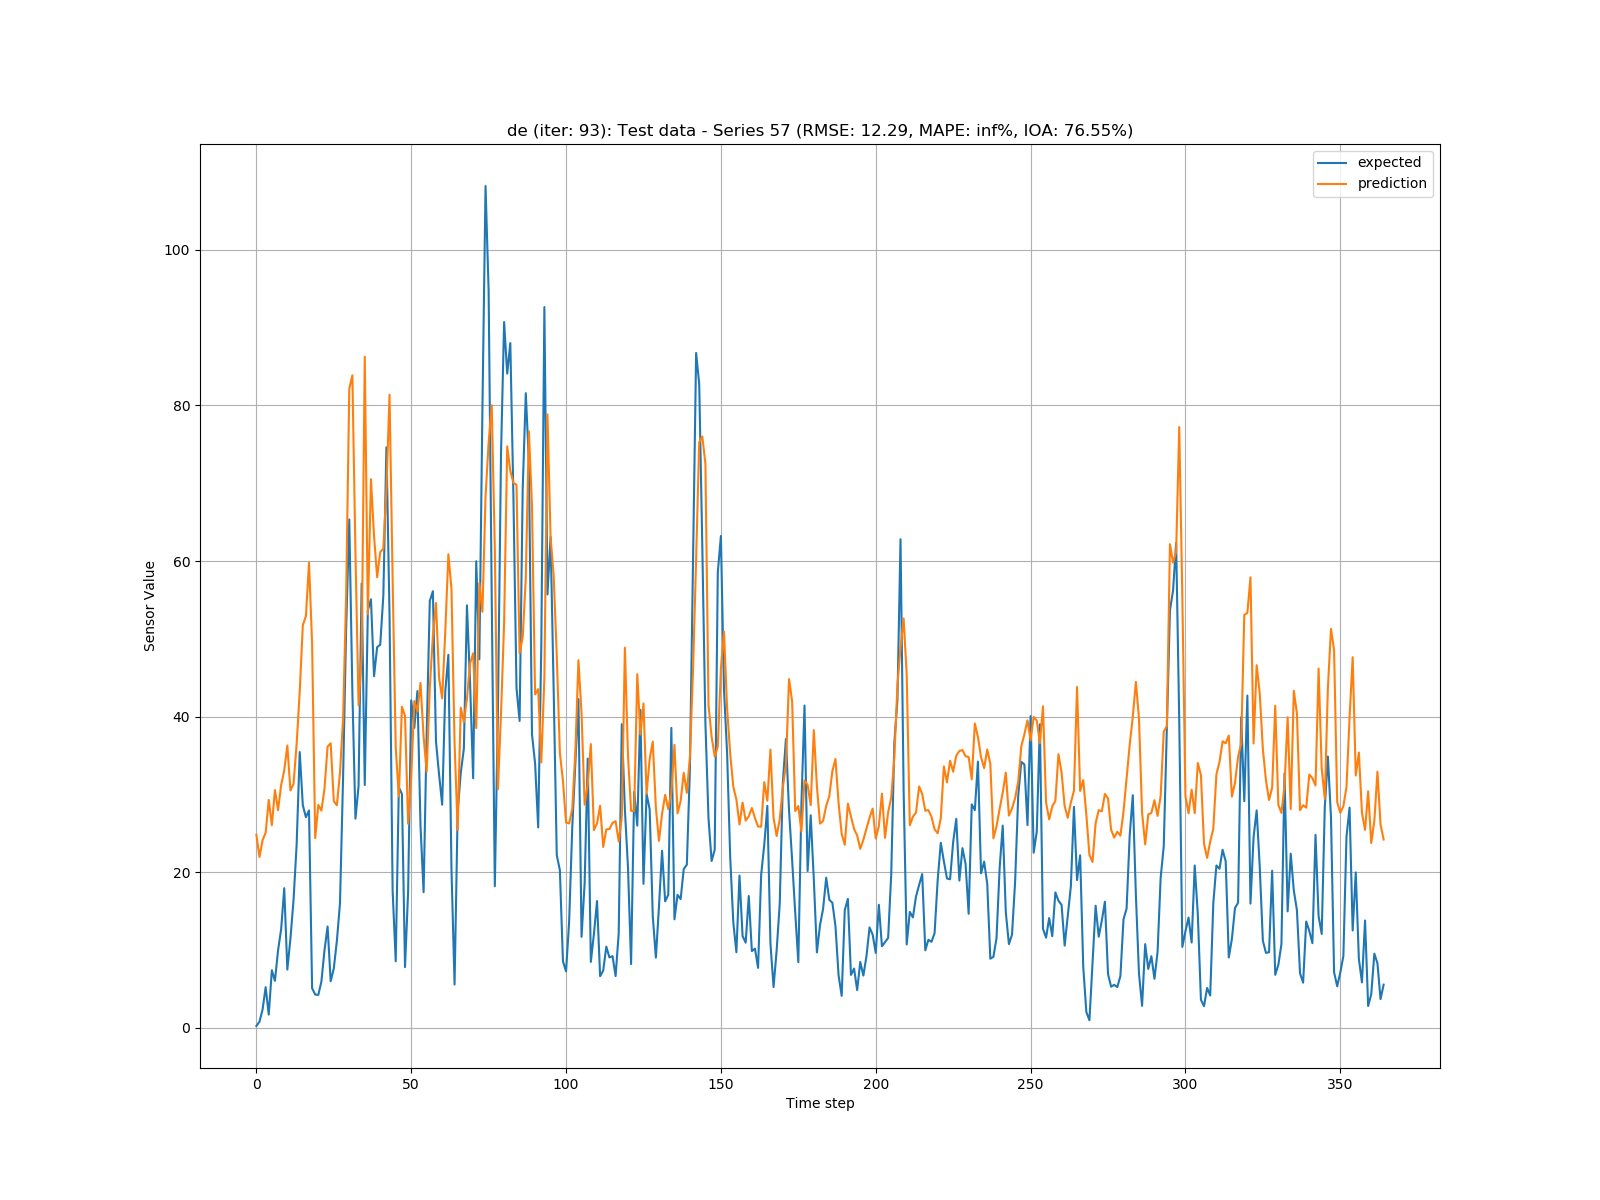 de (iter: 93): Test data - Series 57 (RMSE: 12.29, MAPE: inf%, IOA: 76.55%)
expected
prediction
100
80
60
40
20
0
Sensor Value
0 50 100 150 200 250 300 350
Time step